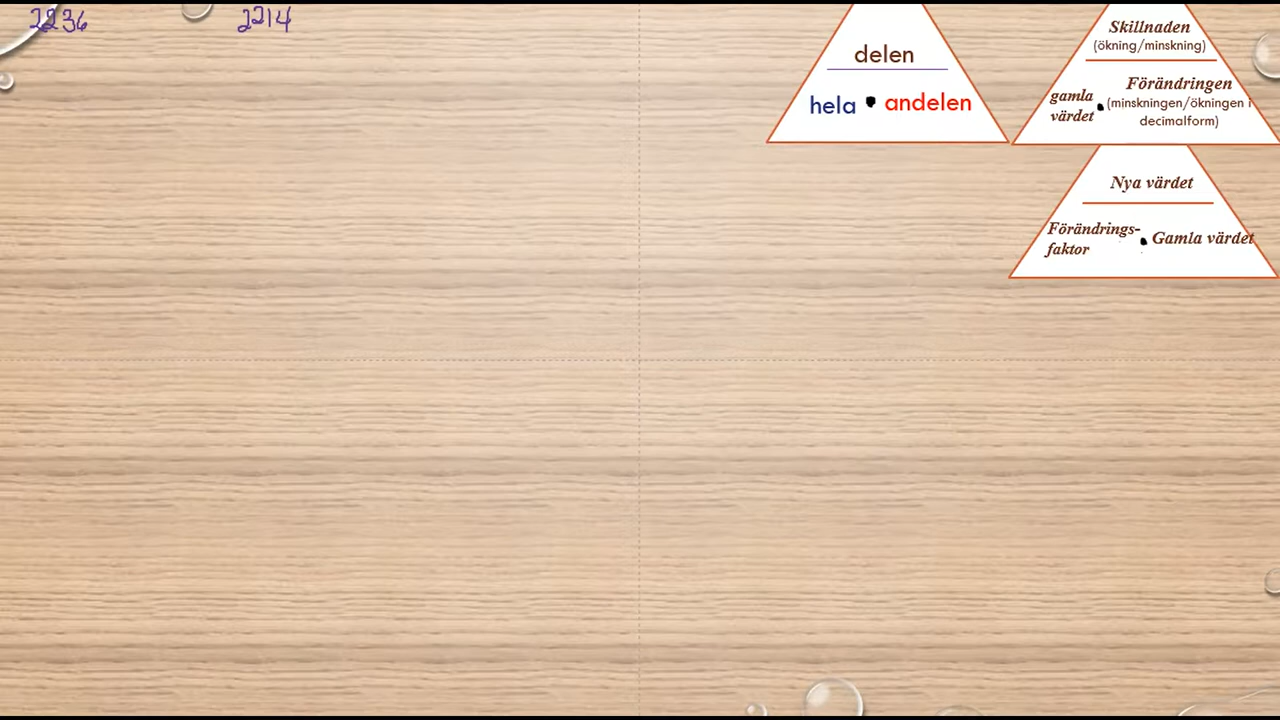 2236 2214
delen
hela • andelen
Skillnaden
(ökning/minskning)
gamla värdet • Förändringen
(minskningen/ökningen i decimalform)
Nya värdet
Förändrings-
faktor • Gamla värdet